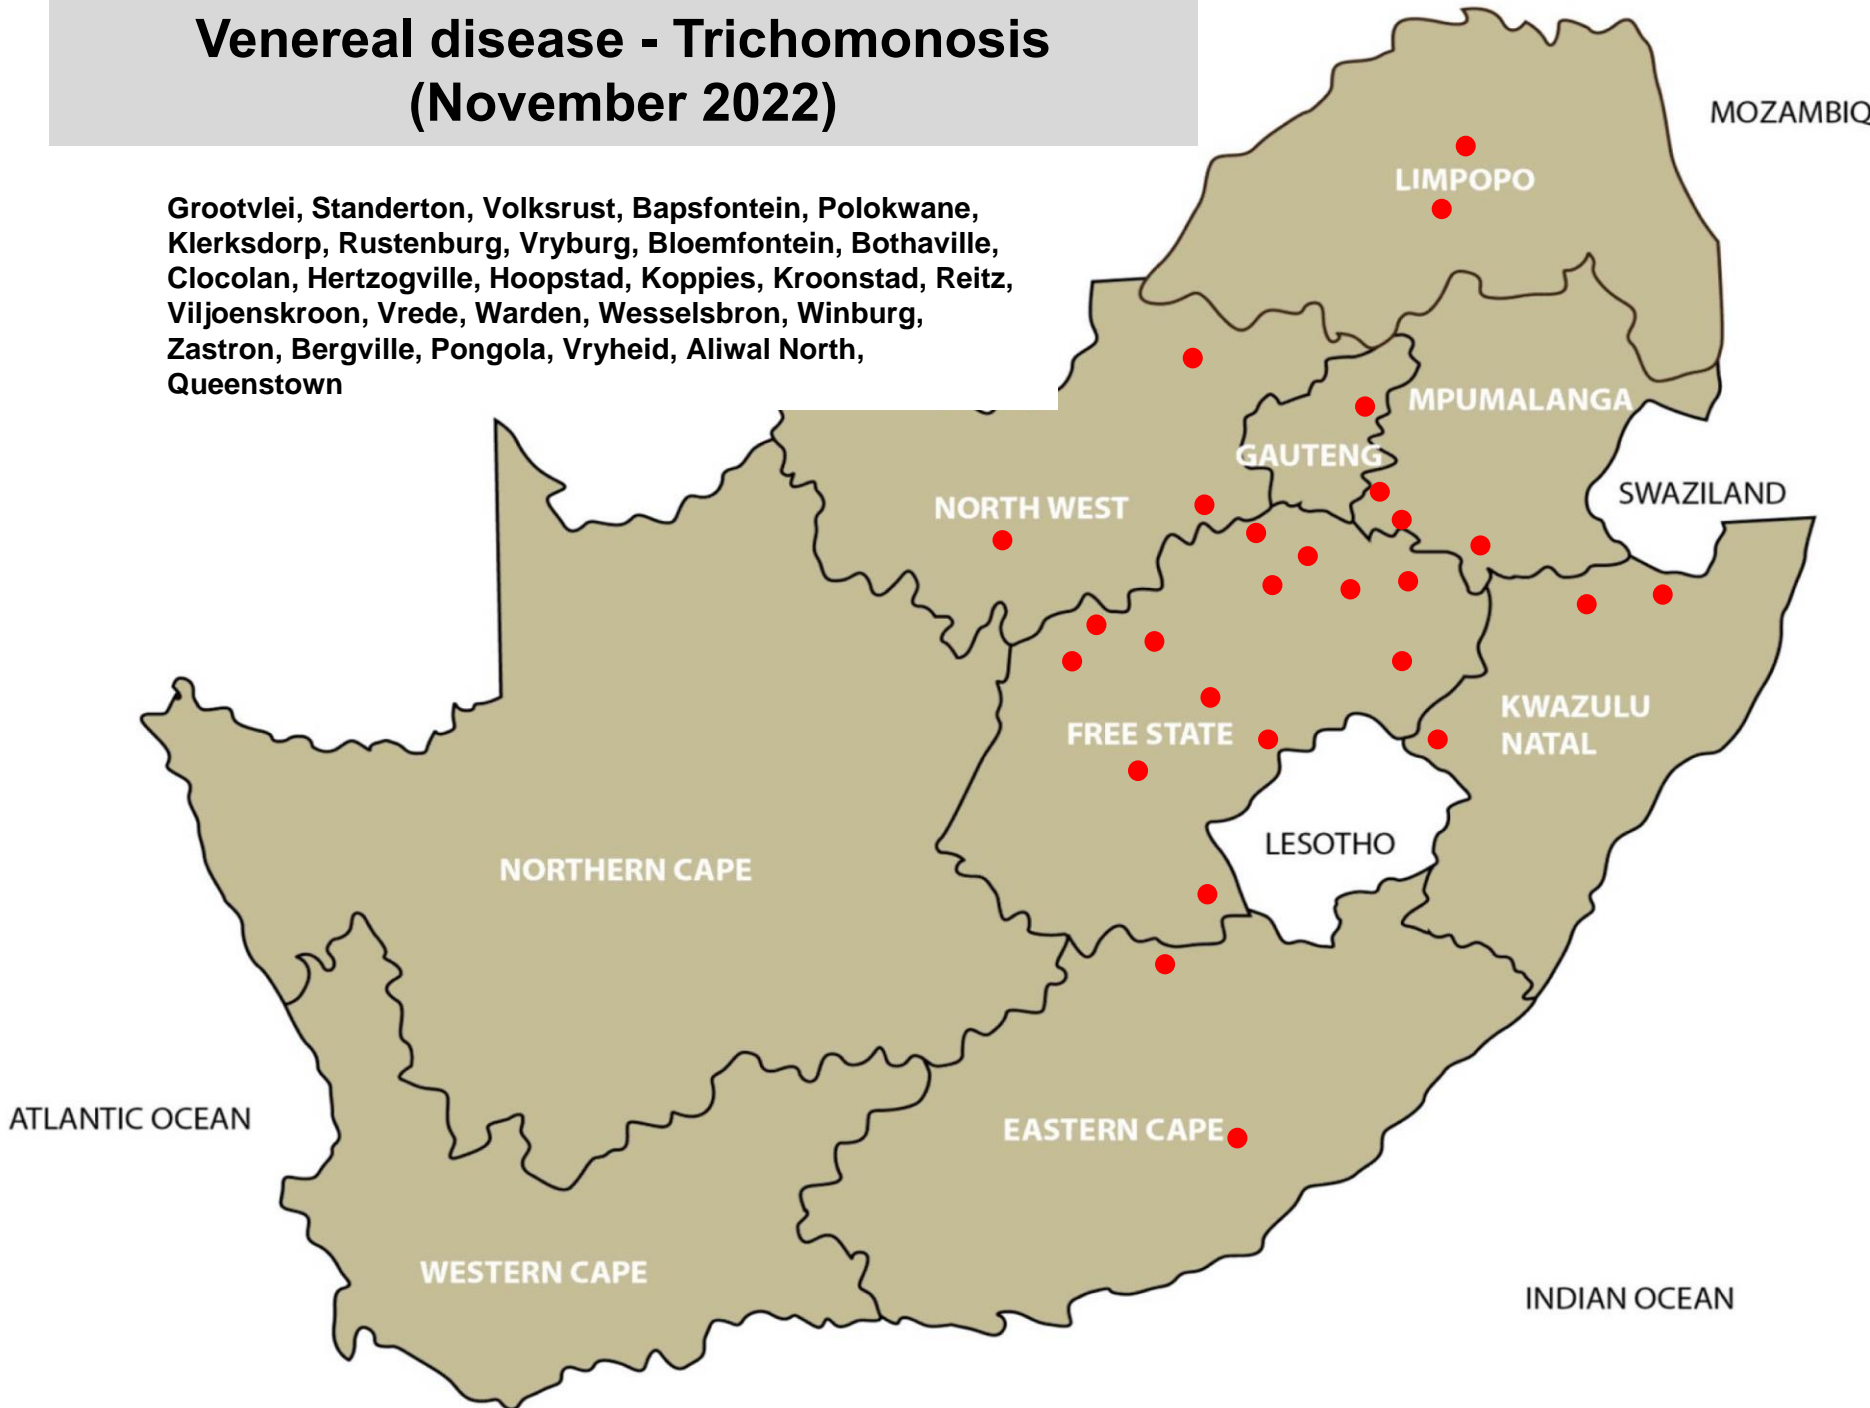 Venereal disease - Trichomonosis
(November 2022)
Grootvlei, Standerton, Volksrust, Bapsfontein, Polokwane,
Klerksdorp, Rustenburg, Vryburg, Bloemfontein, Bothaville,
Clocolan, Hertzogville, Hoopstad, Koppies, Kroonstad, Reitz,
Viljoenskroon, Vrede, Warden, Wesselsbron, Winburg,
Zastron, Bergville, Pongola, Vryheid, Aliwal North,
Queenstown
MOZAMBIQ
LIMPOPO
MPUMALANGA
GAUTENG
SWAZILAND
NORTH WEST
KWAZULU
NATAL
FREE STATE
LESOTHO
NORTHERN CAPE
ATLANTIC OCEAN
EASTERN CAPE
WESTERN CAPE
INDIAN OCEAN